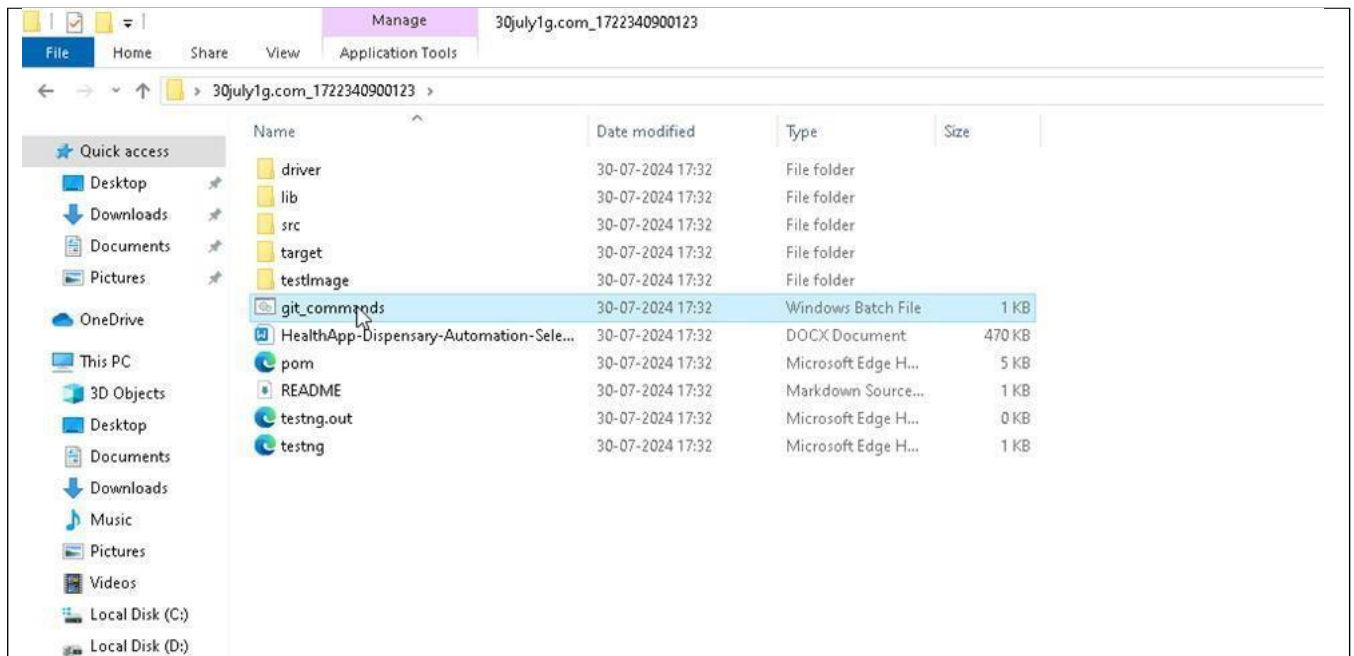 Manage 30july1g.com_1722340900123
File Home Share View Application Tools
30july1g.com_1722340900123
Name Date modified Type Size
Quick access
Desktop
Downloads
Documents
Pictures
OneDrive
This PC
3D Objects
Desktop
Documents
Downloads
Music
Pictures
Videos
Local Disk (C:)
Local Disk (D:)
driver 30-07-2024 17:32 File folder
lib 30-07-2024 17:32 File folder
src 30-07-2024 17:32 File folder
target 30-07-2024 17:32 File folder
testImage 30-07-2024 17:32 File folder
git_commands 30-07-2024 17:32 Windows Batch File 1 KB
HealthApp-Dispensary-Automation-Sele... 30-07-2024 17:32 DOCX Document 470 KB
pom 30-07-2024 17:32 Microsoft Edge H... 5 KB
README 30-07-2024 17:32 Markdown Source... 1 KB
testng.out 30-07-2024 17:32 Microsoft Edge H... 0 KB
testng 30-07-2024 17:32 Microsoft Edge H... 1 KB